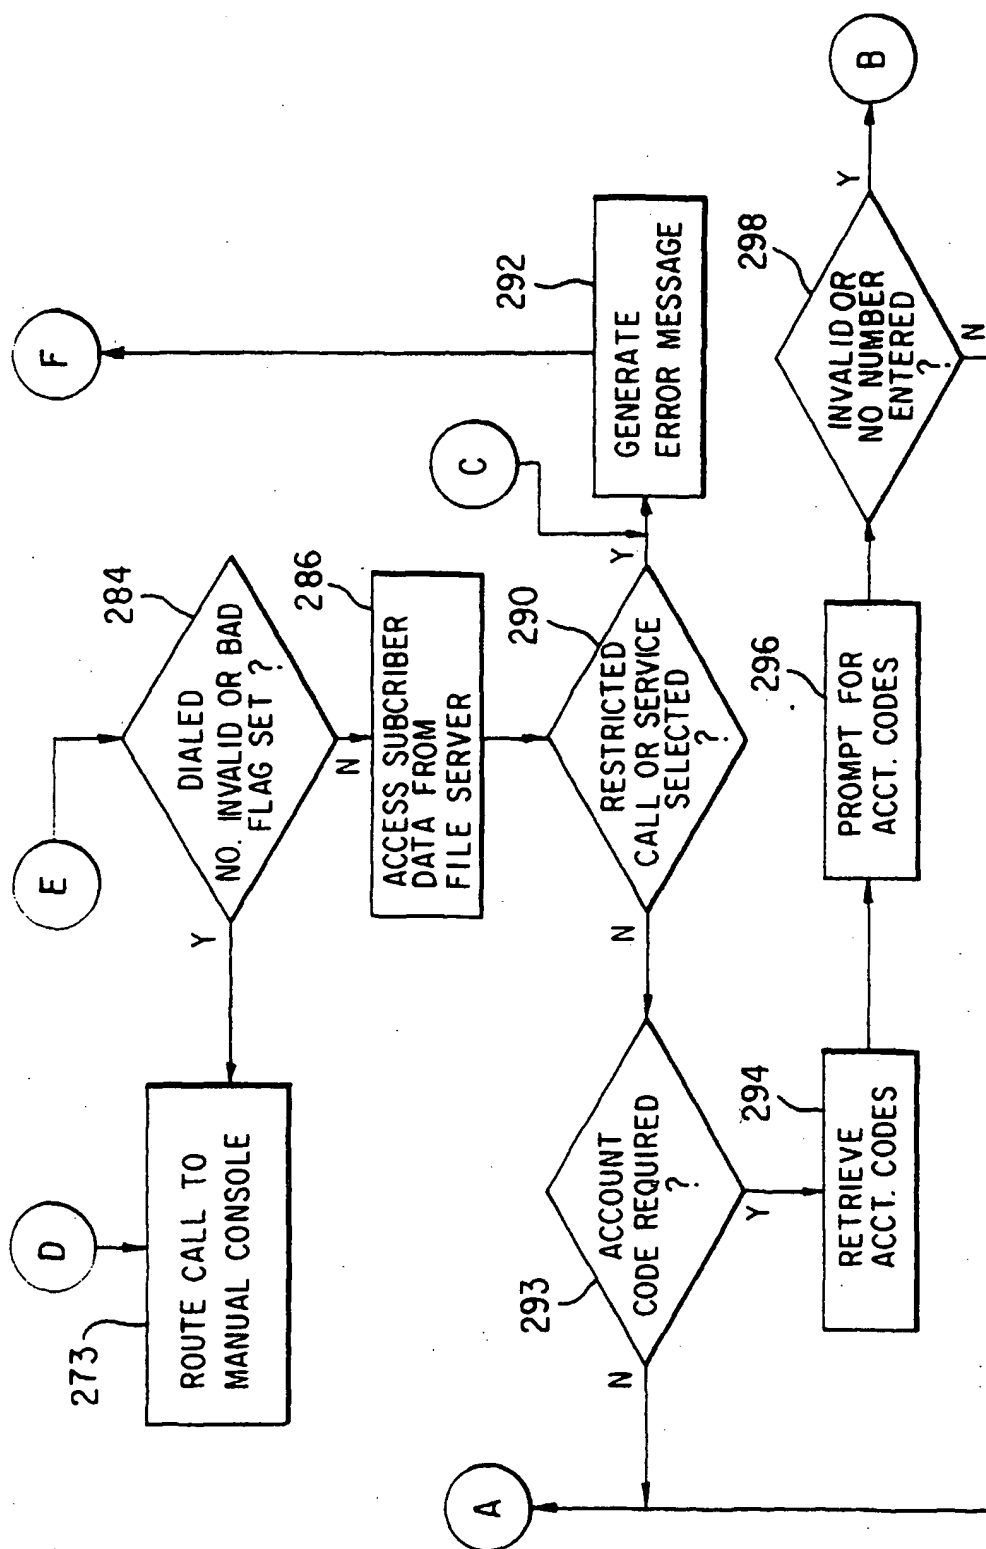 D
273
ROUTE CALL TO
MANUAL CONSOLE
E
284
DIALED
NO. INVALID OR BAD
FLAG SET ?
Y
N
F
286
ACCESS SUBCRIBER
DATA FROM
FILE SERVER
A
N
293
ACCOUNT
CODE REQUIRED
?
Y
N
290
RESTRICTED
CALL OR SERVICE
SELECTED
?
Y
C
292
GENERATE
ERROR MESSAGE
294
RETRIEVE
ACCT. CODES
296
PROMPT FOR
ACCT. CODES
298
INVALID OR
NO NUMBER
ENTERED
?
Y
N
B